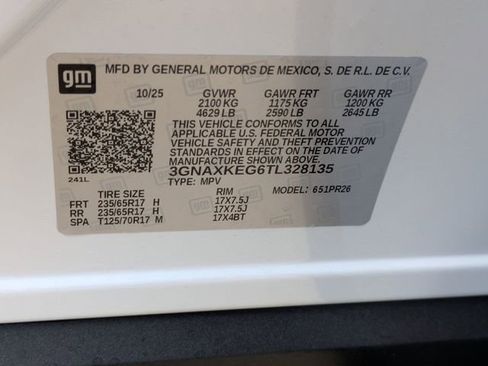 gm MFD BY GENERAL MOTORS DE MEXICO, S. DE R.L. DE C.V.
10/25 GVWR GAWR FRT GAWR RR
2100 KG 1175 KG 1200 KG
4629 LB 2590 LB 2645 LB
THIS VEHICLE CONFORMS TO ALL
APPLICABLE U.S. FEDERAL MOTOR
VEHICLE SAFETY AND THEFT PREVENTION
STANDARDS IN EFFECT ON THE DATE OF
MANUFACTURE SHOWN ABOVE.
241L 3GNAXKEG6TL328135
TYPE: MPV MODEL: 651PR26
TIRE SIZE RIM
FRT 235/65R17 H 17X7.5J
RR 235/65R17 H 17X7.5J
SPA T125/70R17 M 17X4BT